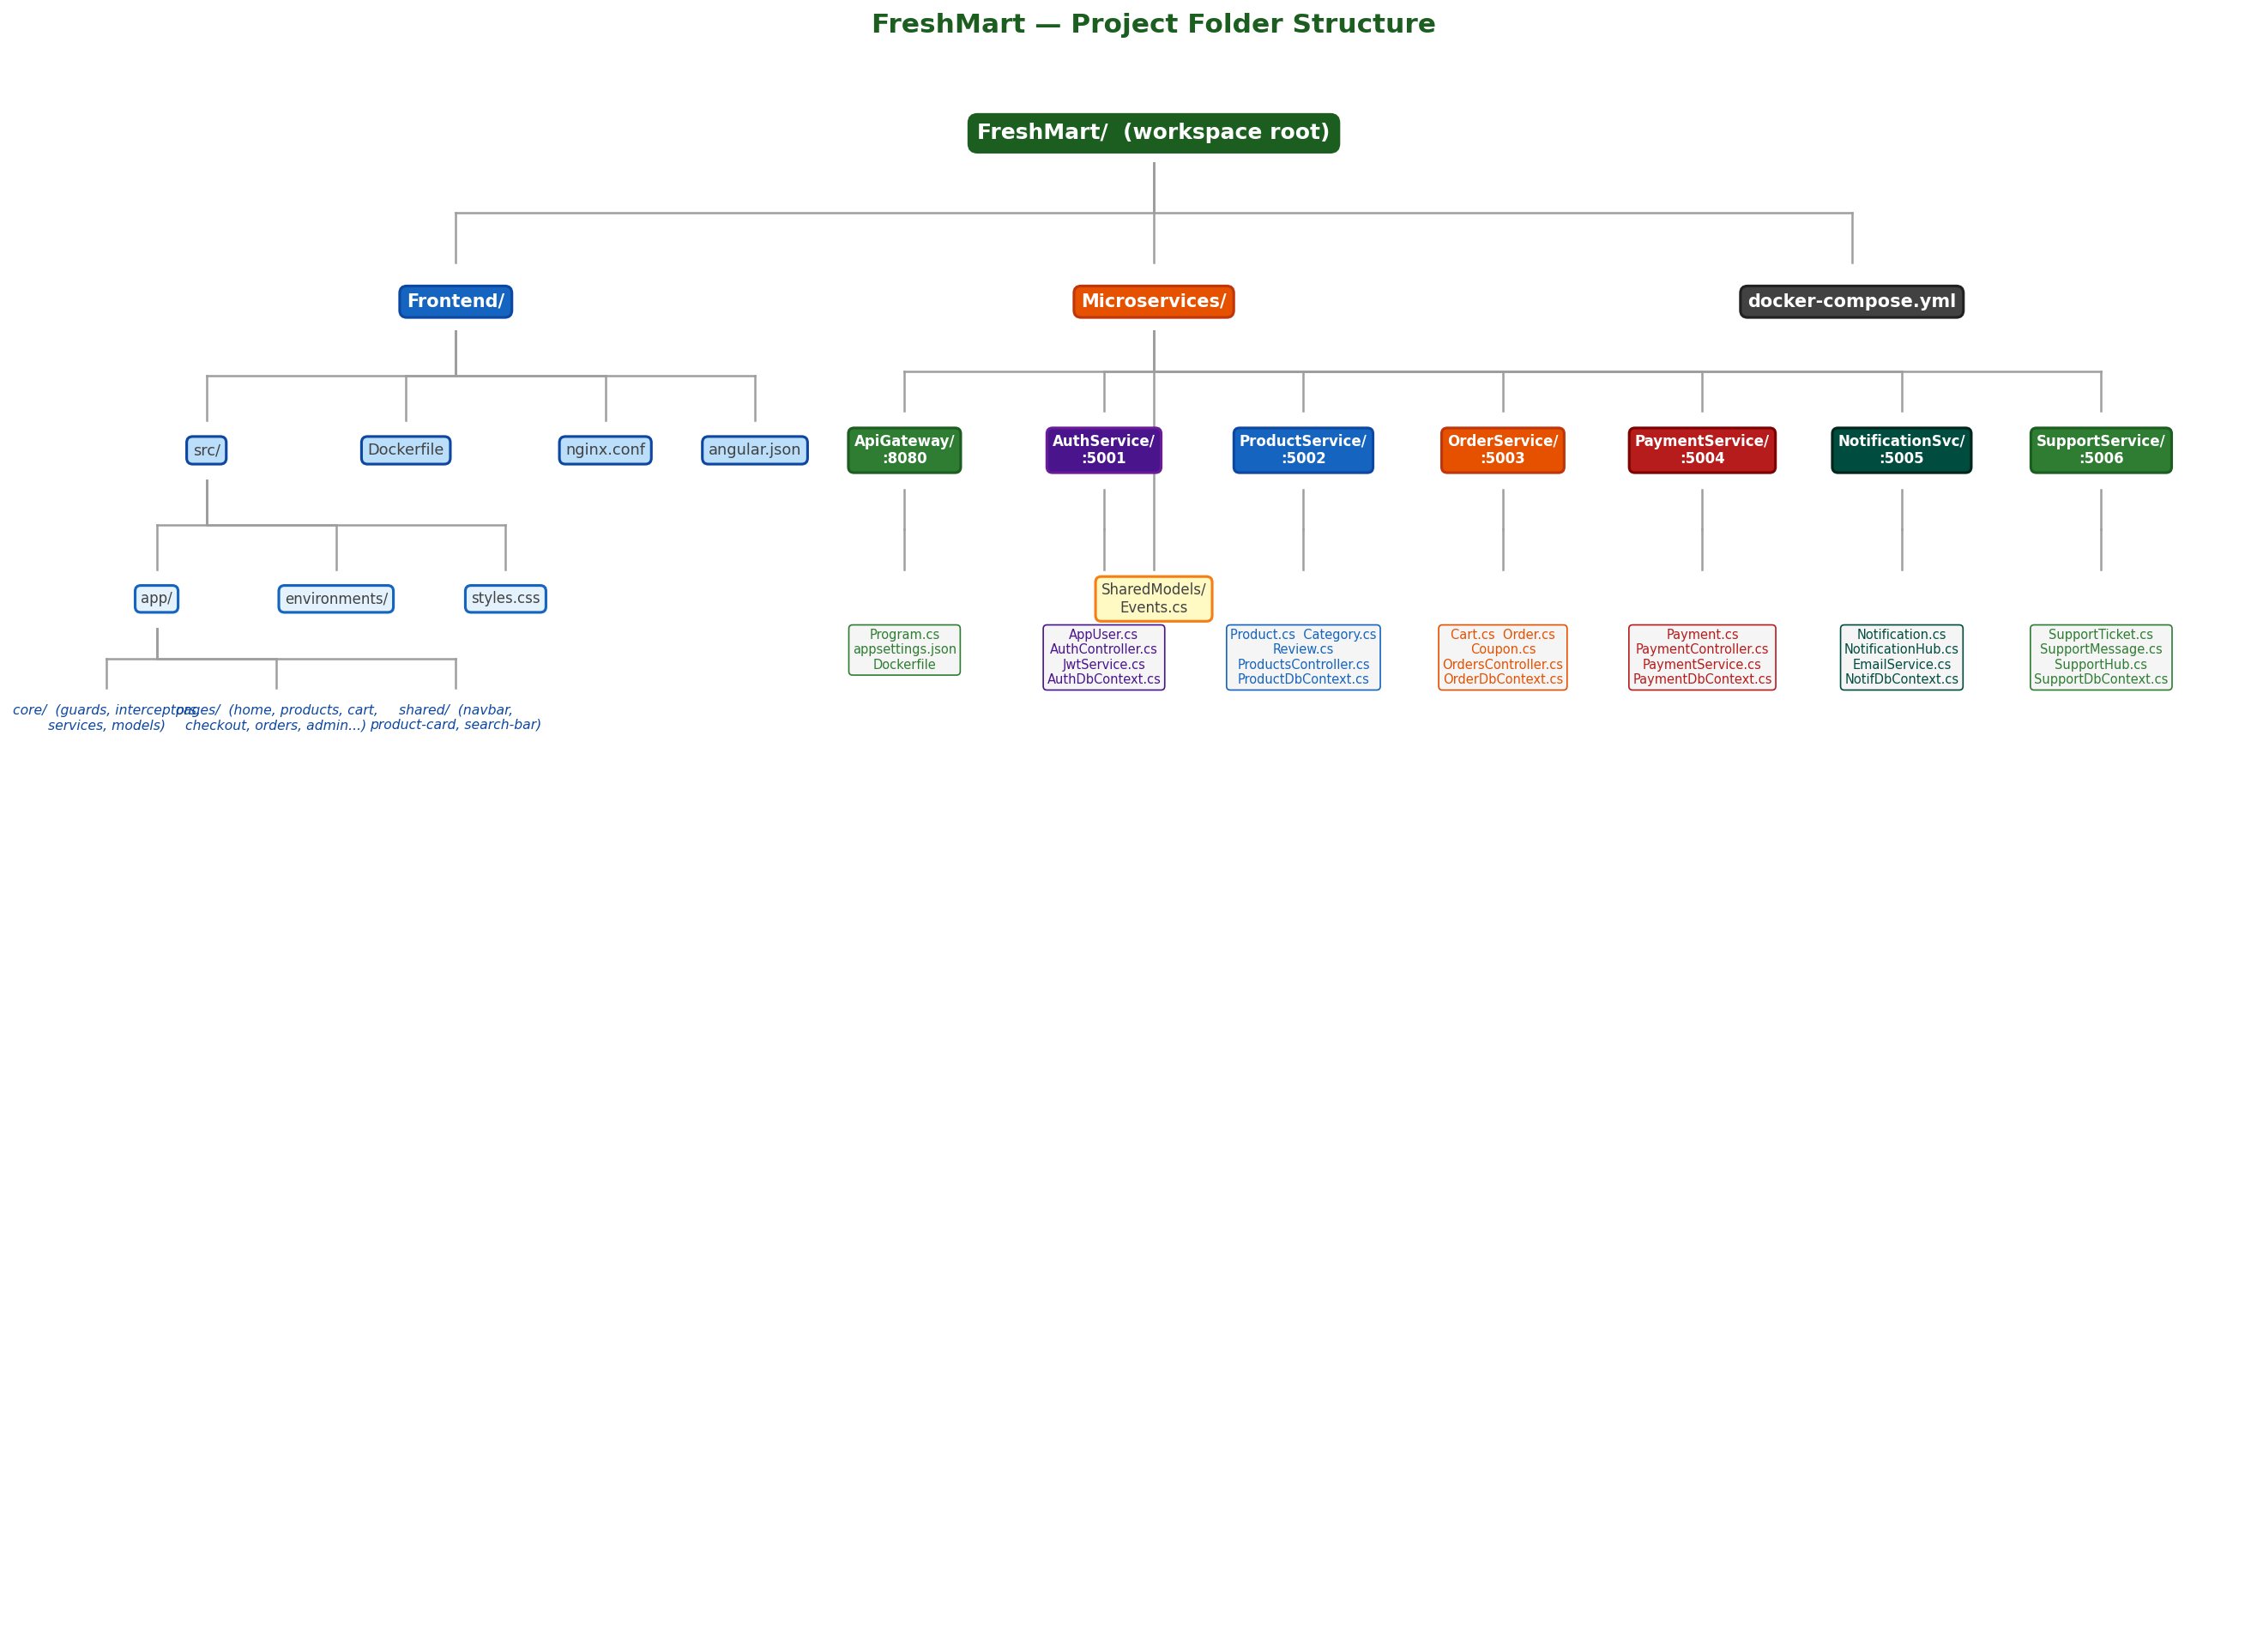 FreshMart — Project Folder Structure
FreshMart/  (workspace root)
Frontend/
Microservices/
docker-compose.yml
src/
Dockerfile
nginx.conf
angular.json
ApiGateway/
:8080
AuthService/
:5001
ProductService/
:5002
OrderService/
:5003
PaymentService/
:5004
NotificationSvc/
:5005
SupportService/
:5006
app/
environments/
styles.css
SharedModels/
Events.cs
Program.cs
appsettings.json
Dockerfile
AppUser.cs
AuthController.cs
JwtService.cs
AuthDbContext.cs
Product.cs  Category.cs
Review.cs
ProductsController.cs
ProductDbContext.cs
Cart.cs  Order.cs
Coupon.cs
OrdersController.cs
OrderDbContext.cs
Payment.cs
PaymentController.cs
PaymentService.cs
PaymentDbContext.cs
Notification.cs
NotificationHub.cs
EmailService.cs
NotifDbContext.cs
SupportTicket.cs
SupportMessage.cs
SupportHub.cs
SupportDbContext.cs
core/  (guards, interceptors,
services, models)
pages/  (home, products, cart,
checkout, orders, admin...)
shared/  (navbar,
product-card, search-bar)